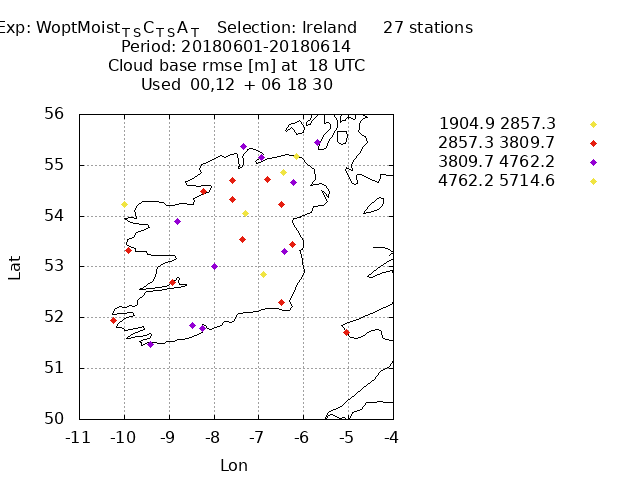 Exp: WoptMoistTSCTSAT Selection: Ireland 27 stations
Period: 20180601-20180614
Cloud base rmse [m] at 18 UTC
Used 00,12 + 06 18 30
56
55
54
53
52
51
50
-11 -10 -9 -8 -7 -6 -5 -4
Lat
Lon
1904.9 2857.3
2857.3 3809.7
3809.7 4762.2
4762.2 5714.6